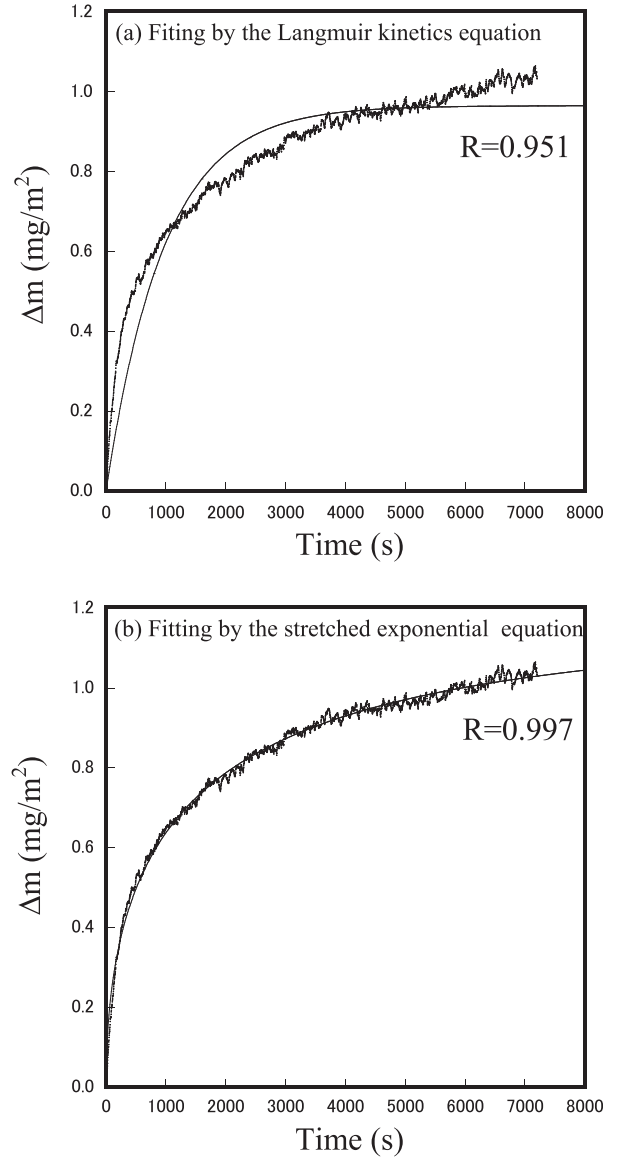 (a) Fiting by the Langmuir kinetics equation
1.2
1.0
0.8
0.6
0.4
0.2
0.0
R=0.951
Δm (mg/m²)
0 1000 2000 3000 4000 5000 6000 7000 8000
Time (s)
(b) Fitting by the stretched exponential equation
1.2
1.0
0.8
0.6
0.4
0.2
0.0
R=0.997
Δm (mg/m²)
0 1000 2000 3000 4000 5000 6000 7000 8000
Time (s)